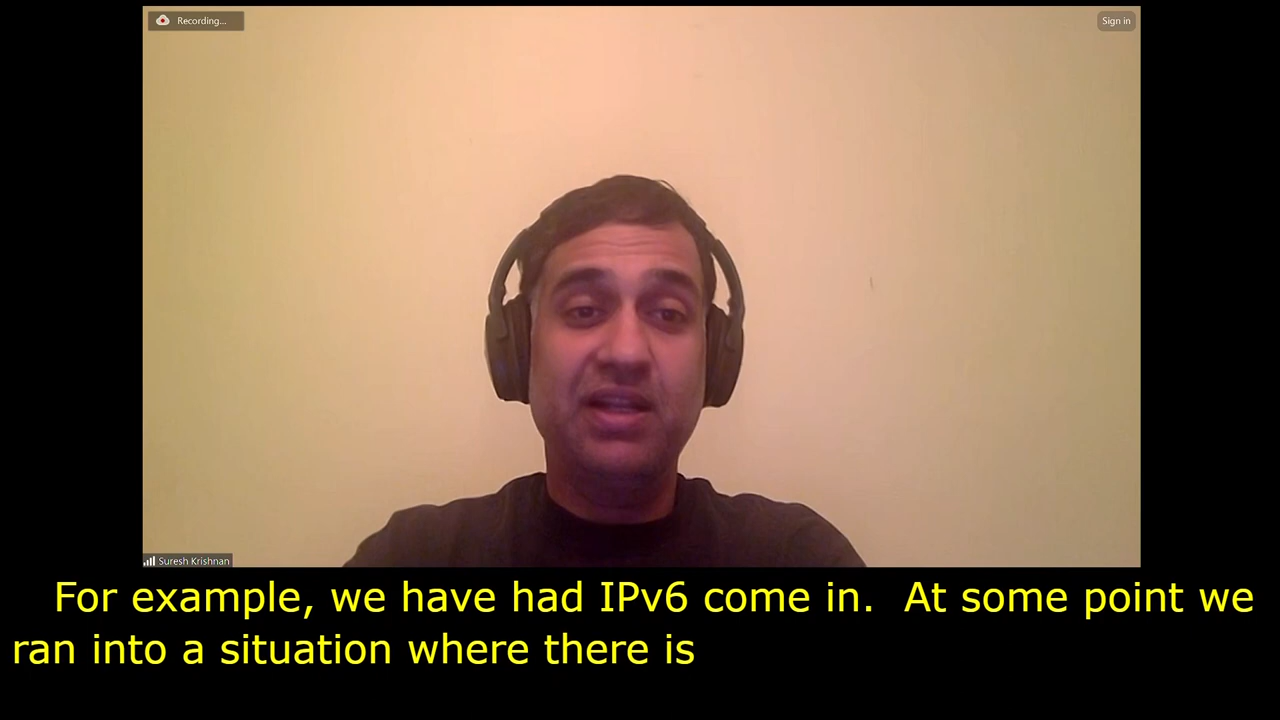 Recording...
Sign in
Suresh Krishnan
For example, we have had IPv6 come in.  At some point we
ran into a situation where there is